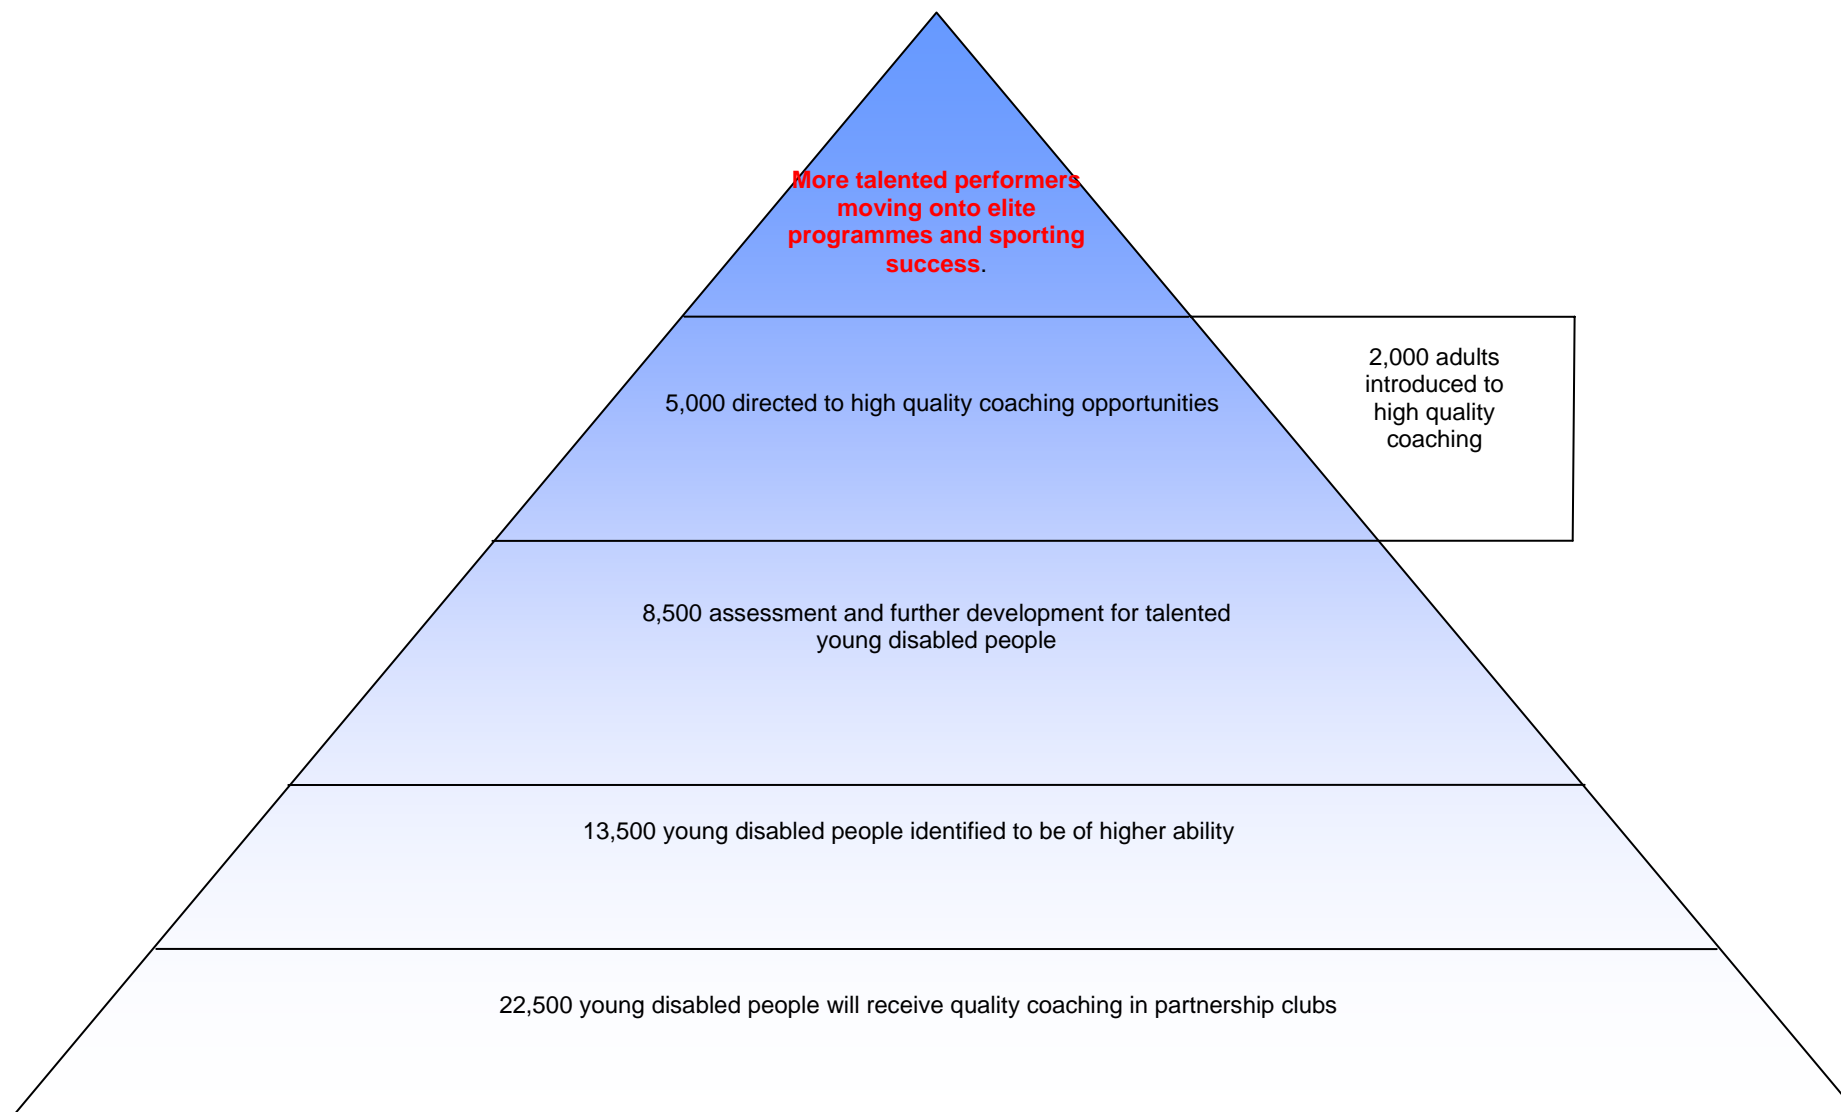 More talented performers
moving onto elite
programmes and sporting
success.
5,000 directed to high quality coaching opportunities
2,000 adults
introduced to
high quality
coaching
8,500 assessment and further development for talented
young disabled people
13,500 young disabled people identified to be of higher ability
22,500 young disabled people will receive quality coaching in partnership clubs